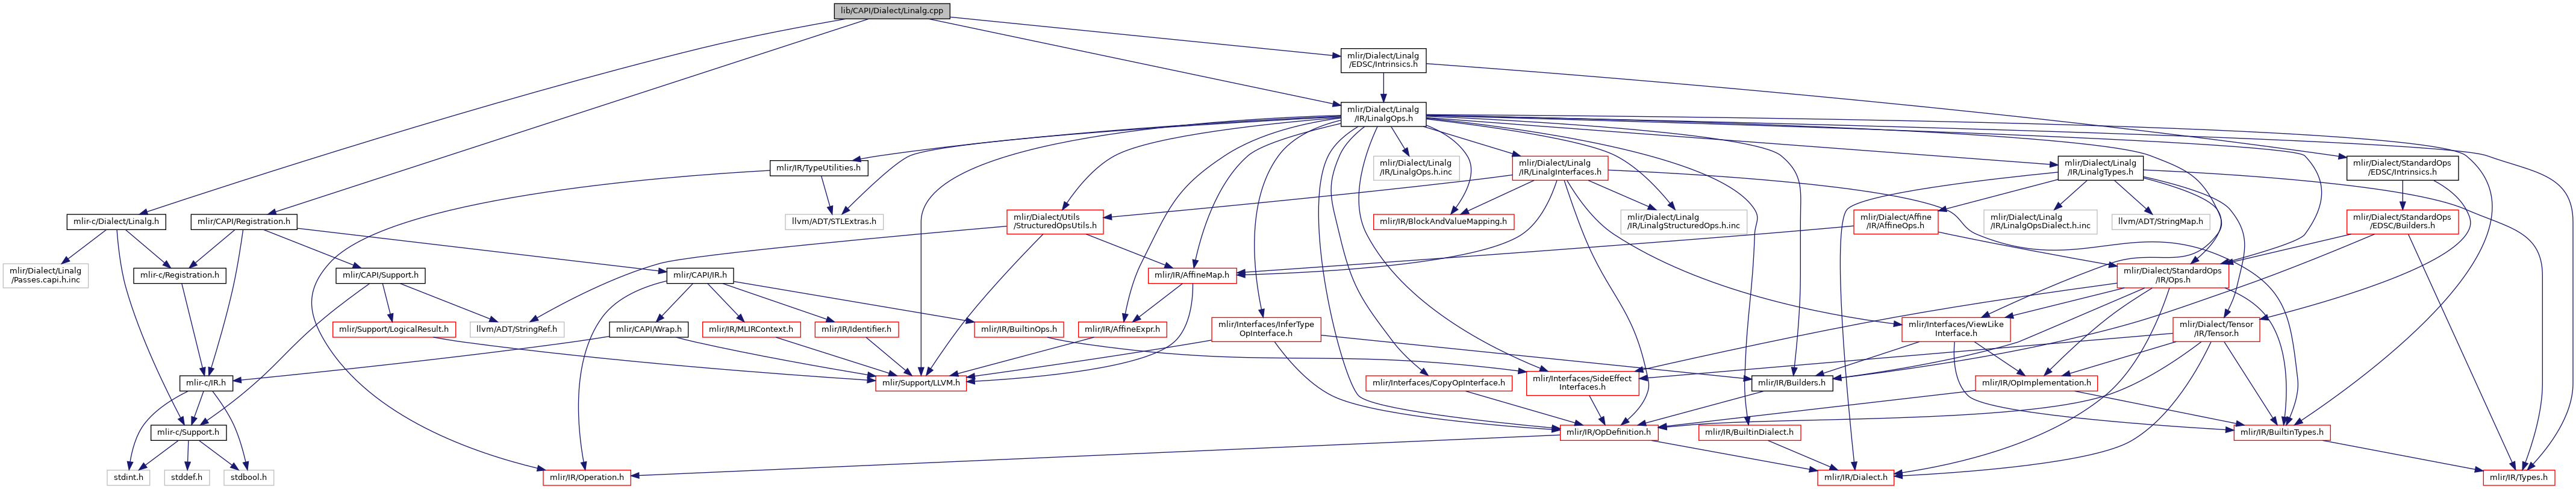 lib/CAPI/Dialect/Linalg.cpp
mlir/Dialect/Linalg
/EDSC/Intrinsics.h
mlir/Dialect/Linalg
/IR/LinalgOps.h
mlir/IR/TypeUtilities.h
mlir/Dialect/Linalg
/IR/LinalgOps.h.inc
mlir/Dialect/Linalg
/IR/LinalgInterfaces.h
mlir/Dialect/Linalg
/IR/LinalgTypes.h
mlir/Dialect/StandardOps
/EDSC/Intrinsics.h
mlir-c/Dialect/Linalg.h
mlir/CAPI/Registration.h
llvm/ADT/STLExtras.h
mlir/Dialect/Utils
/StructuredOpsUtils.h
mlir/IR/BlockAndValueMapping.h
mlir/Dialect/Linalg
/IR/LinalgStructuredOps.h.inc
mlir/Dialect/Affine
/IR/AffineOps.h
mlir/Dialect/Linalg
/IR/LinalgOpsDialect.h.inc
llvm/ADT/StringMap.h
mlir/Dialect/StandardOps
/EDSC/Builders.h
mlir/Dialect/Linalg
/Passes.capi.h.inc
mlir-c/Registration.h
mlir/CAPI/Support.h
mlir/CAPI/IR.h
mlir/IR/AffineMap.h
mlir/Dialect/StandardOps
/IR/Ops.h
mlir/Support/LogicalResult.h
llvm/ADT/StringRef.h
mlir/CAPI/Wrap.h
mlir/IR/MLIRContext.h
mlir/IR/Identifier.h
mlir/IR/BuiltinOps.h
mlir/IR/AffineExpr.h
mlir/Interfaces/InferType
OpInterface.h
mlir/Interfaces/ViewLike
Interface.h
mlir/Dialect/Tensor
/IR/Tensor.h
mlir-c/IR.h
mlir/Support/LLVM.h
mlir/Interfaces/CopyOpInterface.h
mlir/Interfaces/SideEffect
Interfaces.h
mlir/IR/Builders.h
mlir/IR/OpImplementation.h
mlir-c/Support.h
mlir/IR/OpDefinition.h
mlir/IR/BuiltinDialect.h
mlir/IR/BuiltinTypes.h
stdint.h
stddef.h
stdbool.h
mlir/IR/Operation.h
mlir/IR/Dialect.h
mlir/IR/Types.h